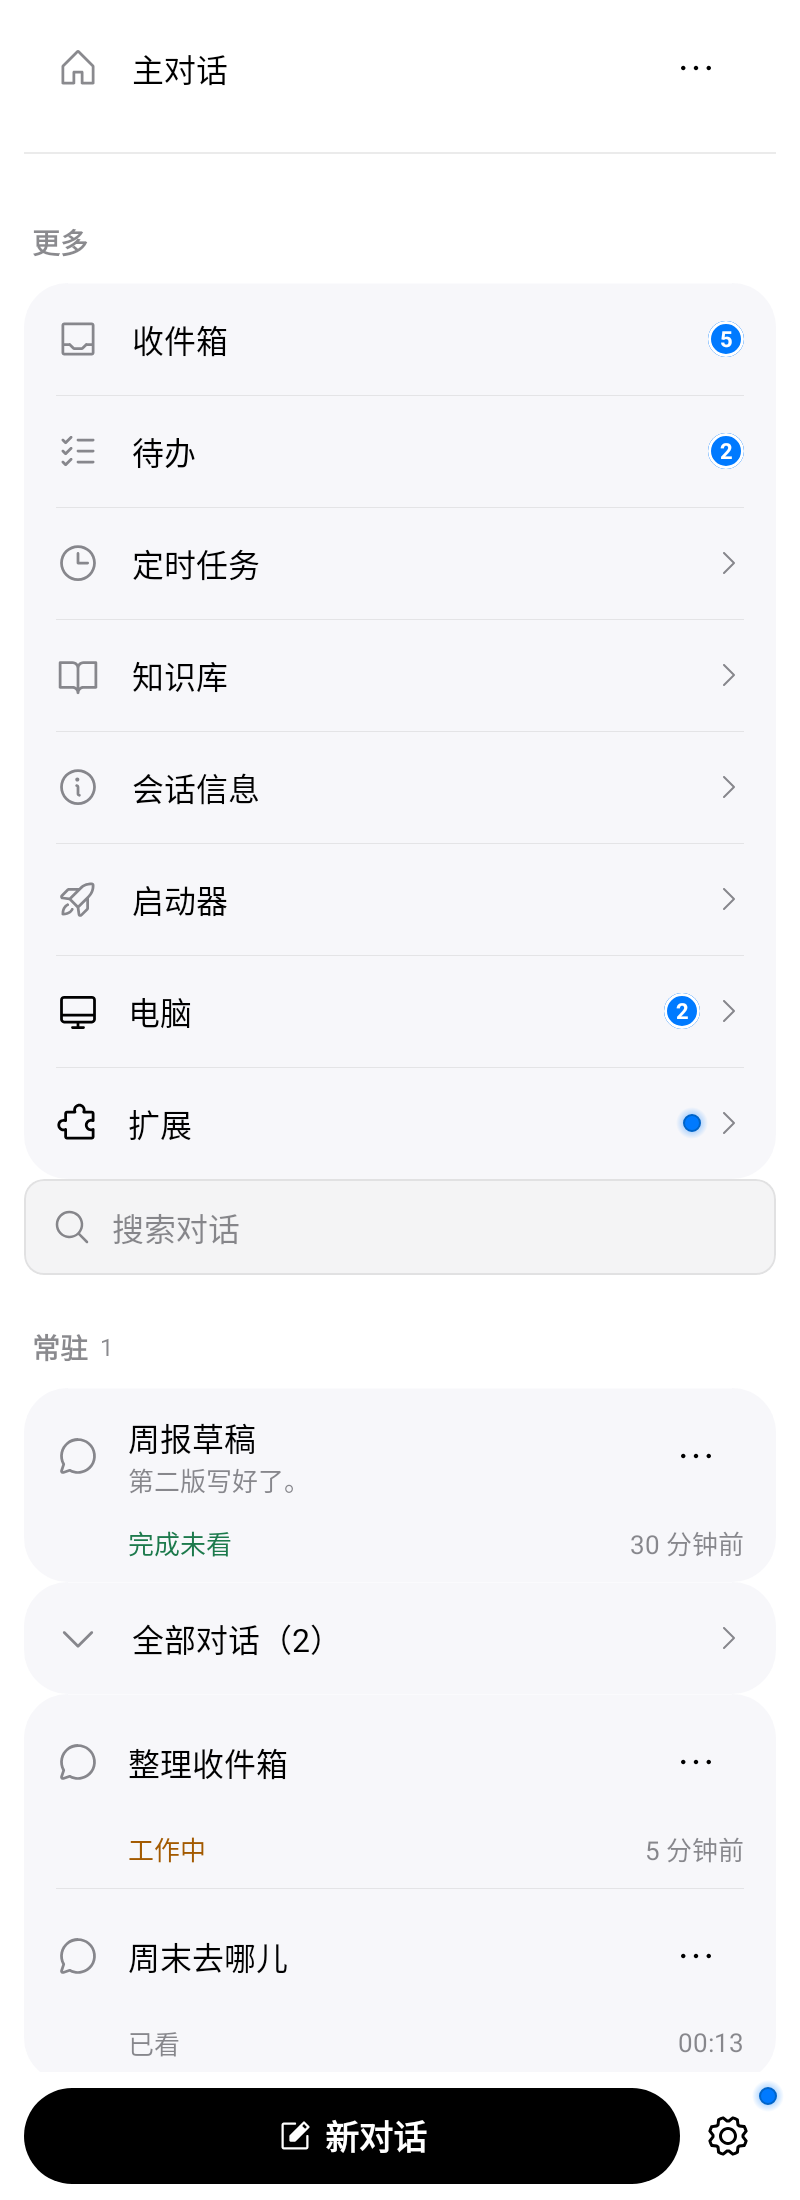 主对话
更多
收件箱 5
待办 2
定时任务
知识库
会话信息
启动器
电脑 2
扩展
搜索对话
常驻 1
周报草稿
第二版写好了。
完成未看 30 分钟前
全部对话（2）
整理收件箱
工作中 5 分钟前
周末去哪儿
已看 00:13
新对话